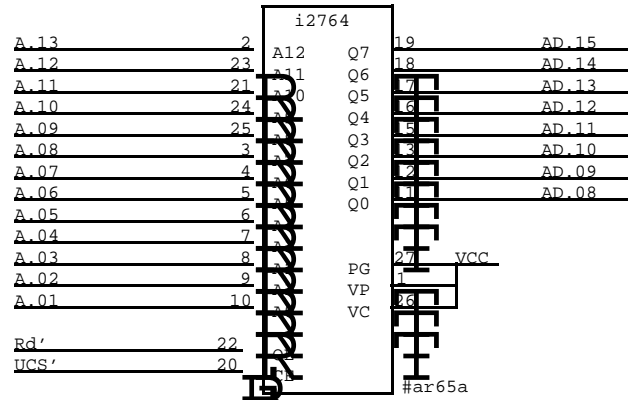 i2764
A.13 2 A12 Q7 19 AD.15
A.12 23 A11 Q6 18 AD.14
A.11 21 A10 Q5 17 AD.13
A.10 24 Q4 16 AD.12
A.09 25 Q3 15 AD.11
A.08 3 Q2 13 AD.10
A.07 4 Q1 12 AD.09
A.06 5 Q0 11 AD.08
A.05 6
A.04 7
A.03 8 PG 27 VCC
A.02 9 VP 1
A.01 10 VC 26
Rd' 22
UCS' 20 CE
#ar65a